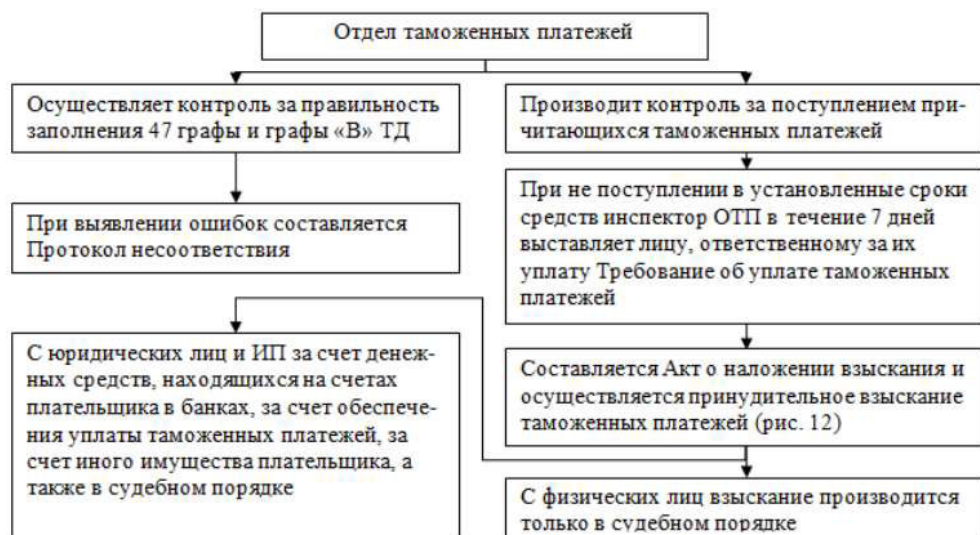 Отдел таможенных платежей
Осуществляет контроль за правильность
заполнения 47 графы и графы «В» ТД
При выявлении ошибок составляется
Протокол несоответствия
Производит контроль за поступлением при-
читающихся таможенных платежей
При не поступлении в установленные сроки
средств инспектор ОТП в течение 7 дней
выставляет лицу, ответственному за их
уплату Требование об уплате таможенных
платежей
Составляется Акт о наложении взыскания и
осуществляется принудительное взыскание
таможенных платежей (рис. 12)
С юридических лиц и ИП за счет денеж-
ных средств, находящихся на счетах
плательщика в банках, за счет обеспече-
ния уплаты таможенных платежей, за
счет иного имущества плательщика, а
также в судебном порядке
С физических лиц взыскание производится
только в судебном порядке